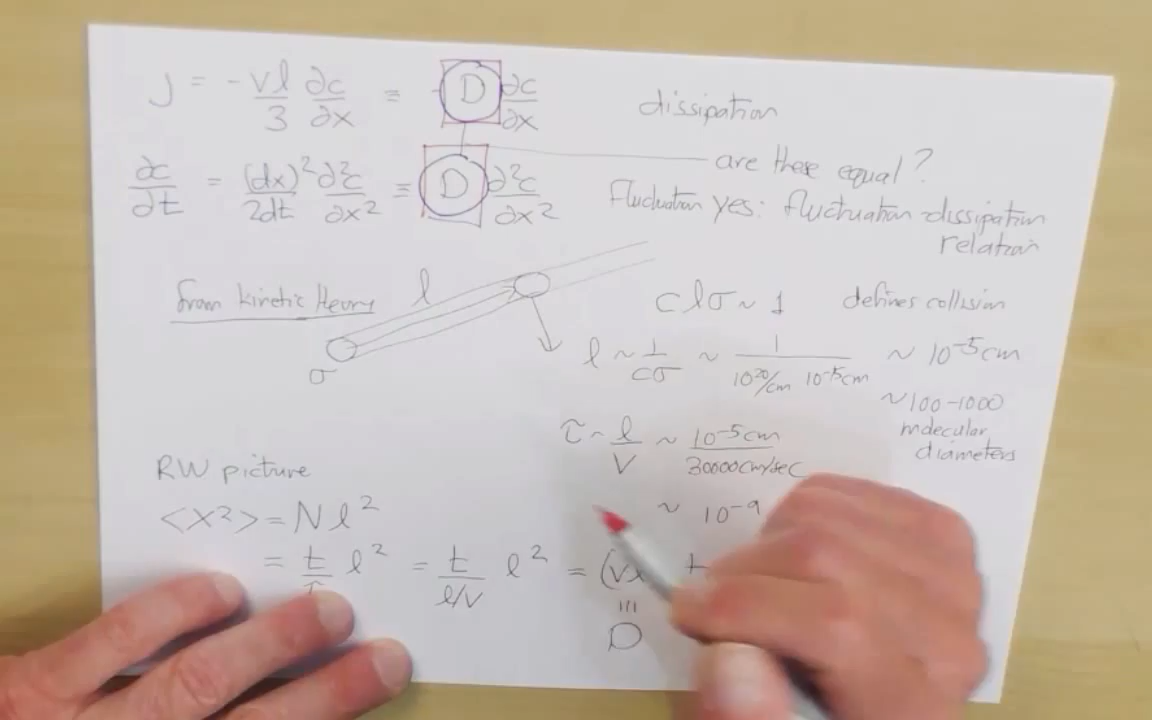 J = -vl/3 ∂c/∂x ≡ -D ∂c/∂x dissipation
are these equal?
∂c/∂t = (dx)²/2dt ∂²c/∂x² ≡ D ∂²c/∂x²
Fluctuation yes: fluctuation-dissipation
relation
from kinetic theory l clσ ~ 1 defines collision
σ l ~ 1/cσ ~ 1/10²⁰/cm 10⁻¹⁵cm ~ 10⁻⁵cm
~100-1000
molecular
diameters
τ ~ l/v ~ 10⁻⁵cm/30000cm/sec
RW picture
~ 10⁻⁹
<x²> = Nl²
= t/τ l² = t/l/v l² = (vl t
≡
D